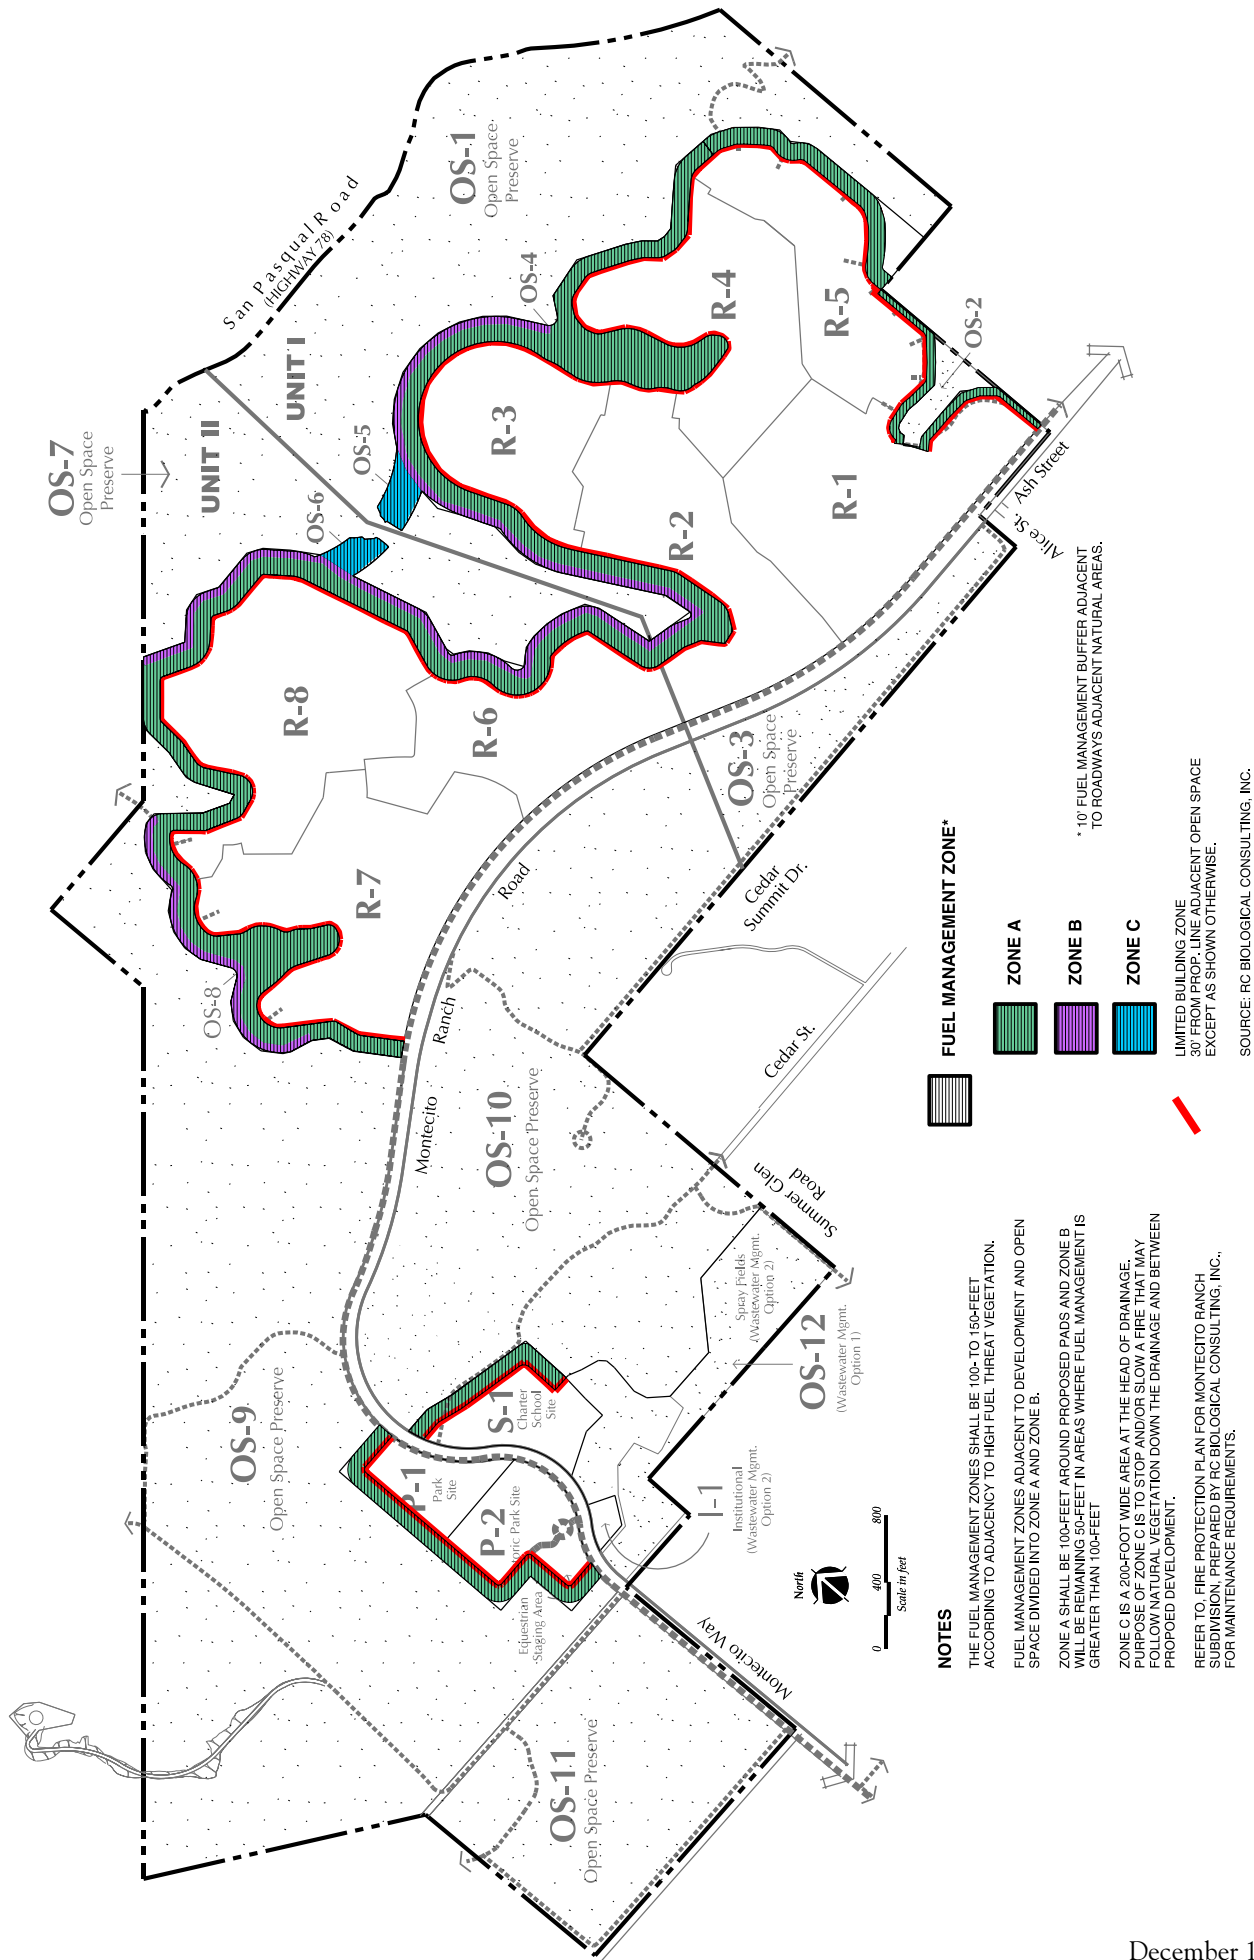 San Pasqual Road
(HIGHWAY 78)
OS-7
Open Space
Preserve
UNIT II
UNIT I
OS-1
Open Space
Preserve
OS-4
OS-5
OS-6
R-3
R-4
R-5
OS-2
R-1
R-2
R-8
R-6
R-7
OS-8
OS-3
Open Space
Preserve
Ash Street
Alice St.
Montecito
Ranch
Road
Cedar
Summit Dr.
Cedar St.
Summer Glen
Road
OS-10
Open Space Preserve
OS-9
Open Space Preserve
S-1
Charter
School
Site
P-1
Park
Site
P-2
oric Park Site
Equestrian
Staging Area
I-1
Institutional
(Wastewater Mgmt.
Option 2)
Spray Fields
(Wastewater Mgmt.
Option 2)
OS-12
(Wastewater Mgmt.
Option 1)
OS-11
Open Space Preserve
Montecito Way
North
0 400 800
Scale in feet
NOTES
THE FUEL MANAGEMENT ZONES SHALL BE 100- TO 150-FEET
ACCORDING TO ADJACENCY TO HIGH FUEL THREAT VEGETATION.
FUEL MANAGEMENT ZONES ADJACENT TO DEVELOPMENT AND OPEN
SPACE DIVIDED INTO ZONE A AND ZONE B.
ZONE A SHALL BE 100-FEET AROUND PROPOSED PADS AND ZONE B
WILL BE REMAINING 50-FEET IN AREAS WHERE FUEL MANAGEMENT IS
GREATER THAN 100-FEET
ZONE C IS A 200-FOOT WIDE AREA AT THE HEAD OF DRAINAGE.
PURPOSE OF ZONE C IS TO STOP AND/OR SLOW A FIRE THAT MAY
FOLLOW NATURAL VEGETATION DOWN THE DRAINAGE AND BETWEEN
PROPOED DEVELOPMENT.
REFER TO, FIRE PROTECTION PLAN FOR MONTECITO RANCH
SUBDIVISION, PREPARED BY RC BIOLOGICAL CONSULTING, INC.,
FOR MAINTENANCE REQUIREMENTS.
FUEL MANAGEMENT ZONE*
ZONE A
ZONE B
ZONE C
LIMITED BUILDING ZONE
30' FROM PROP. LINE ADJACENT OPEN SPACE
EXCEPT AS SHOWN OTHERWISE.
* 10' FUEL MANAGEMENT BUFFER ADJACENT
TO ROADWAYS ADJACENT NATURAL AREAS.
SOURCE: RC BIOLOGICAL CONSULTING, INC.
December 1